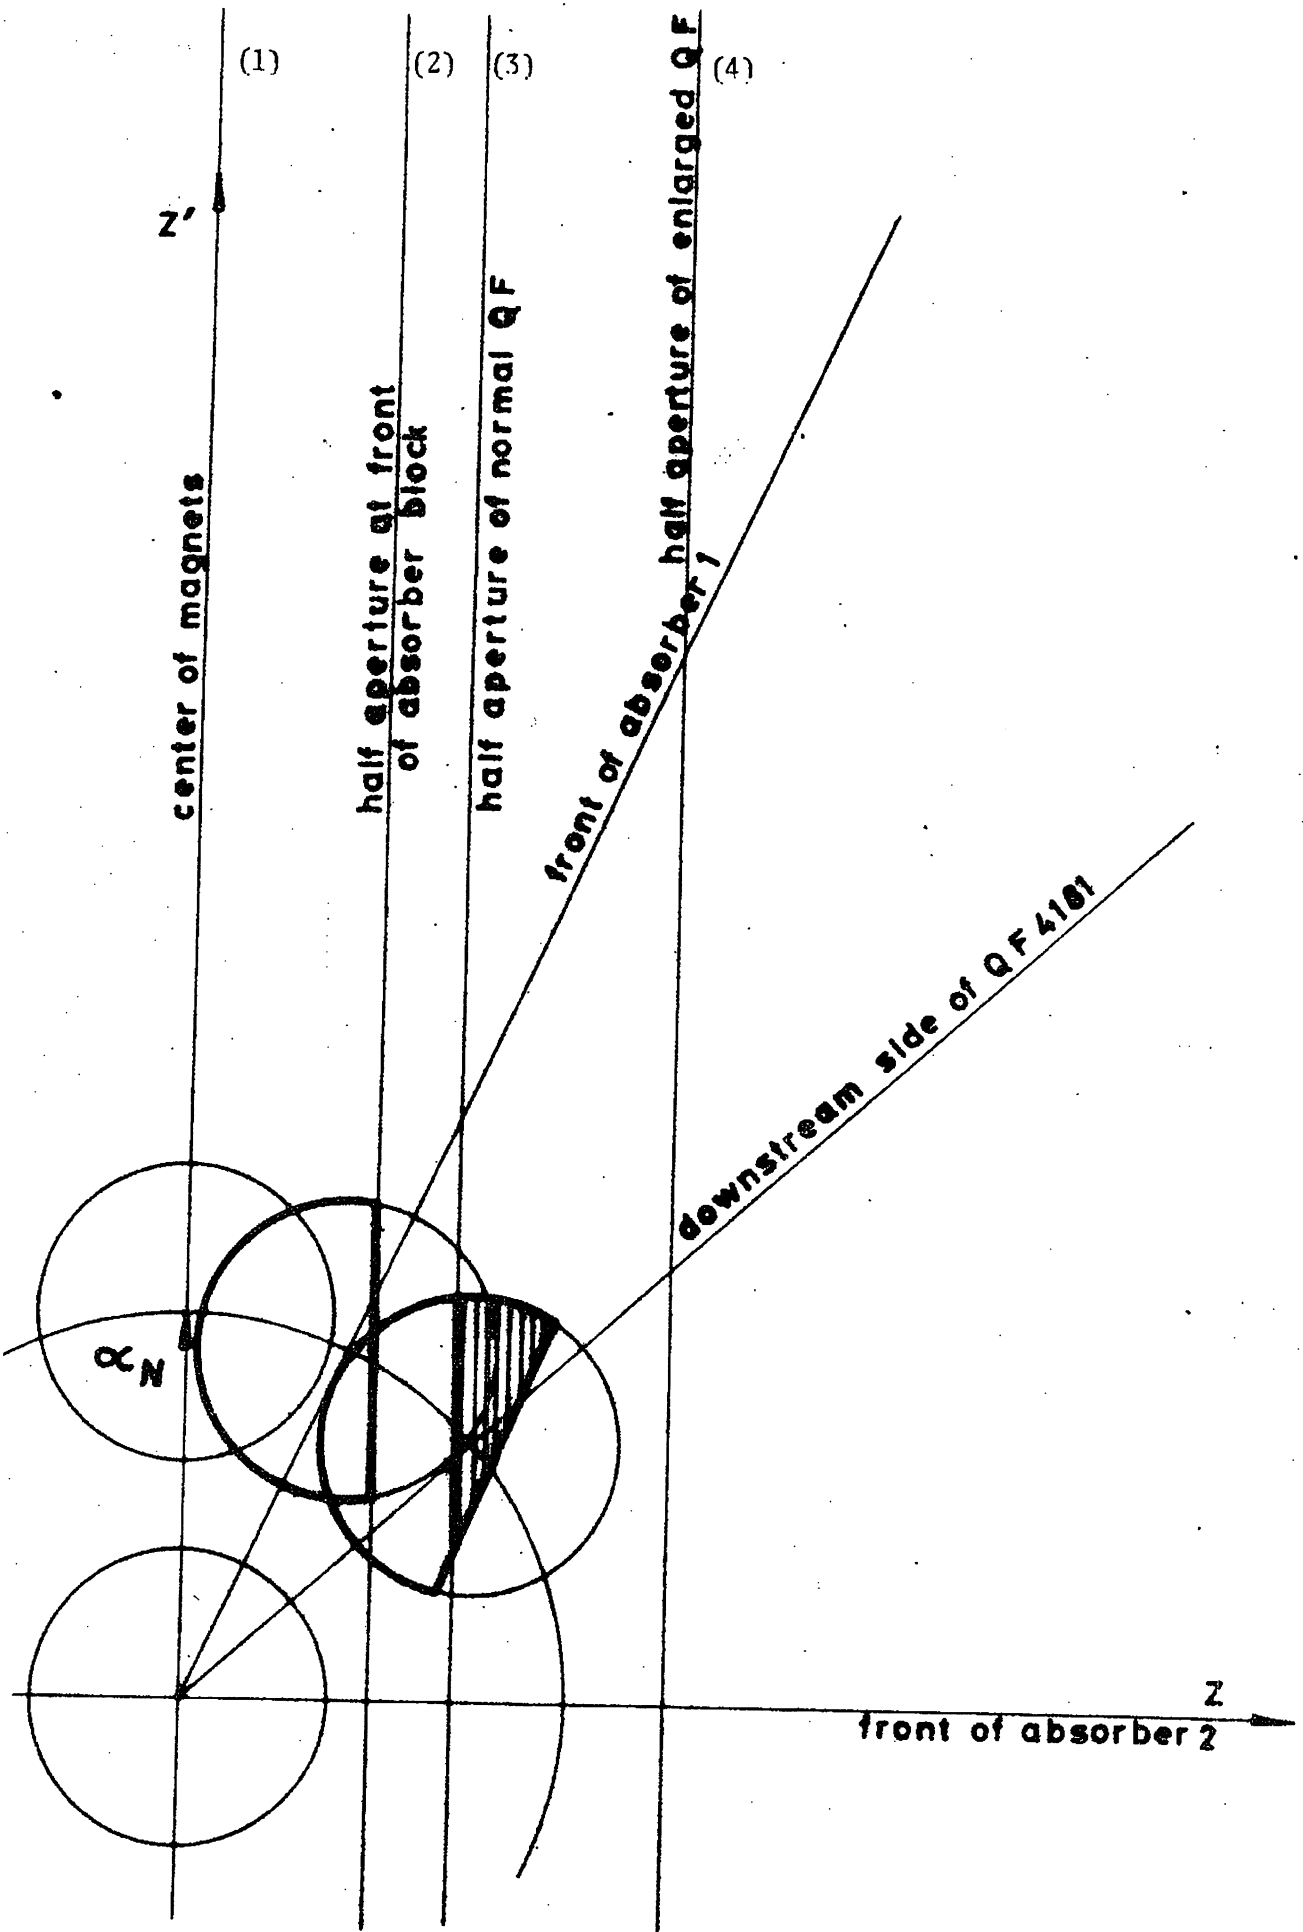 (1)
(2)
(3)
(4)
Z′
center of magnets
half aperture at front
of absorber block
half aperture of normal QF
half aperture of enlarged QF
front of absorber 1
downstream side of QF 4181
αN
Z
front of absorber 2